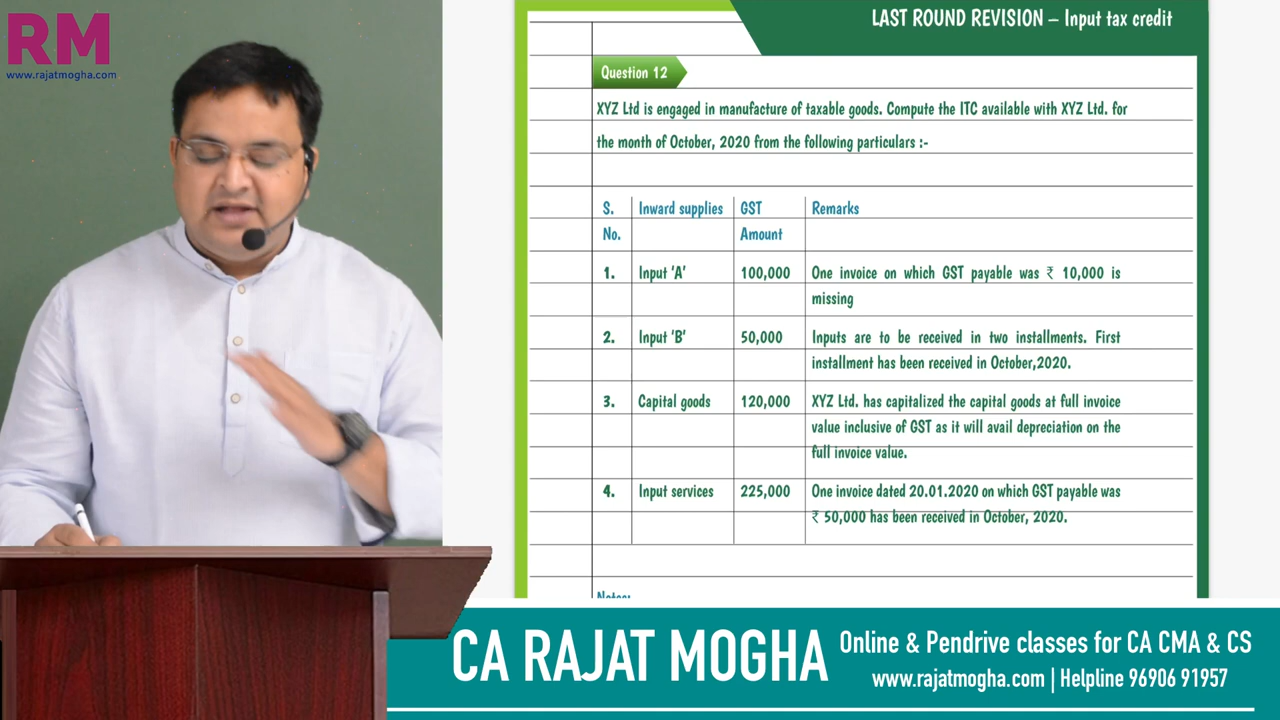 RM
www.rajatmogha.com
LAST ROUND REVISION – Input tax credit
Question 12
XYZ Ltd is engaged in manufacture of taxable goods. Compute the ITC available with XYZ Ltd. for
the month of October, 2020 from the following particulars :-
S. No. Inward supplies GST Amount Remarks
1. Input 'A' 100,000 One invoice on which GST payable was ₹ 10,000 is
missing
2. Input 'B' 50,000 Inputs are to be received in two installments. First
installment has been received in October,2020.
3. Capital goods 120,000 XYZ Ltd. has capitalized the capital goods at full invoice
value inclusive of GST as it will avail depreciation on the
full invoice value.
4. Input services 225,000 One invoice dated 20.01.2020 on which GST payable was
₹ 50,000 has been received in October, 2020.
Notes:
CA RAJAT MOGHA
Online & Pendrive classes for CA CMA & CS
www.rajatmogha.com | Helpline 96906 91957